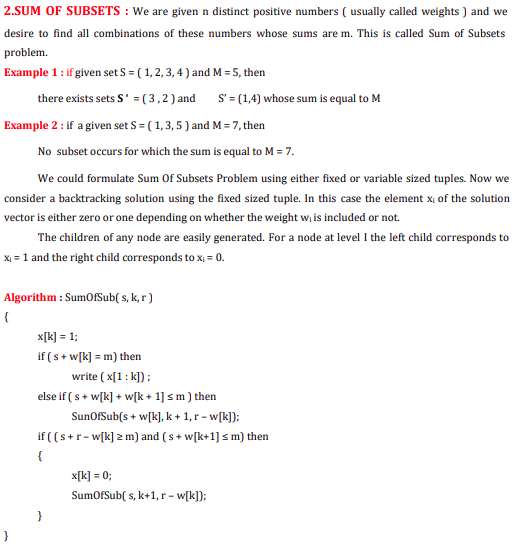 2.SUM OF SUBSETS : We are given n distinct positive numbers ( usually called weights ) and we
desire to find all combinations of these numbers whose sums are m. This is called Sum of Subsets
problem.
Example 1 : if given set S = ( 1, 2, 3, 4 ) and M = 5, then
there exists sets S' = ( 3 , 2 ) and S' = (1,4) whose sum is equal to M
Example 2 : if a given set S = ( 1, 3, 5 ) and M = 7, then
No subset occurs for which the sum is equal to M = 7.
We could formulate Sum Of Subsets Problem using either fixed or variable sized tuples. Now we
consider a backtracking solution using the fixed sized tuple. In this case the element xᵢ of the solution
vector is either zero or one depending on whether the weight wᵢ is included or not.
The children of any node are easily generated. For a node at level I the left child corresponds to
xᵢ = 1 and the right child corresponds to xᵢ = 0.
Algorithm : SumOfSub( s, k, r )
{
x[k] = 1;
if ( s + w[k] = m) then
write ( x[1 : k]) ;
else if ( s + w[k] + w[k + 1] ≤ m ) then
SunOfSub(s + w[k], k + 1, r – w[k]);
if ( ( s + r – w[k] ≥ m) and ( s + w[k+1] ≤ m) then
{
x[k] = 0;
SumOfSub( s, k+1, r – w[k]);
}
}